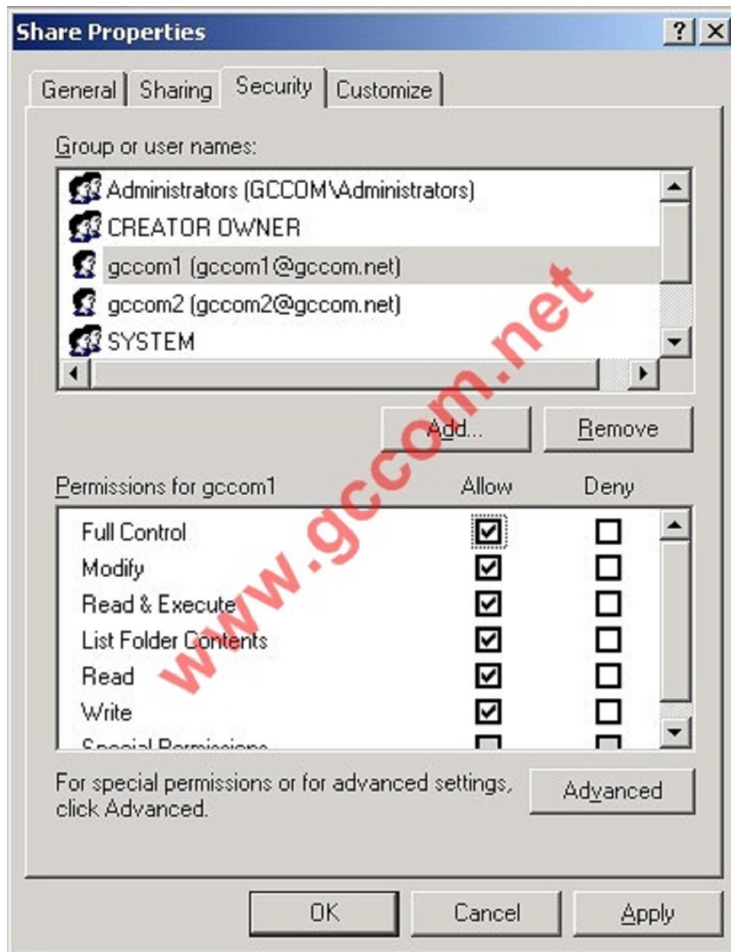 Share Properties
General Sharing Security Customize
Group or user names:
Administrators (GCCOM\Administrators)
CREATOR OWNER
gccom1 (gccom1@gccom.net)
gccom2 (gccom2@gccom.net)
SYSTEM
Add... Remove
Permissions for gccom1 Allow Deny
Full Control
Modify
Read & Execute
List Folder Contents
Read
Write
Special Permissions
For special permissions or for advanced settings,
click Advanced.
Advanced
OK Cancel Apply
www.gccom.net